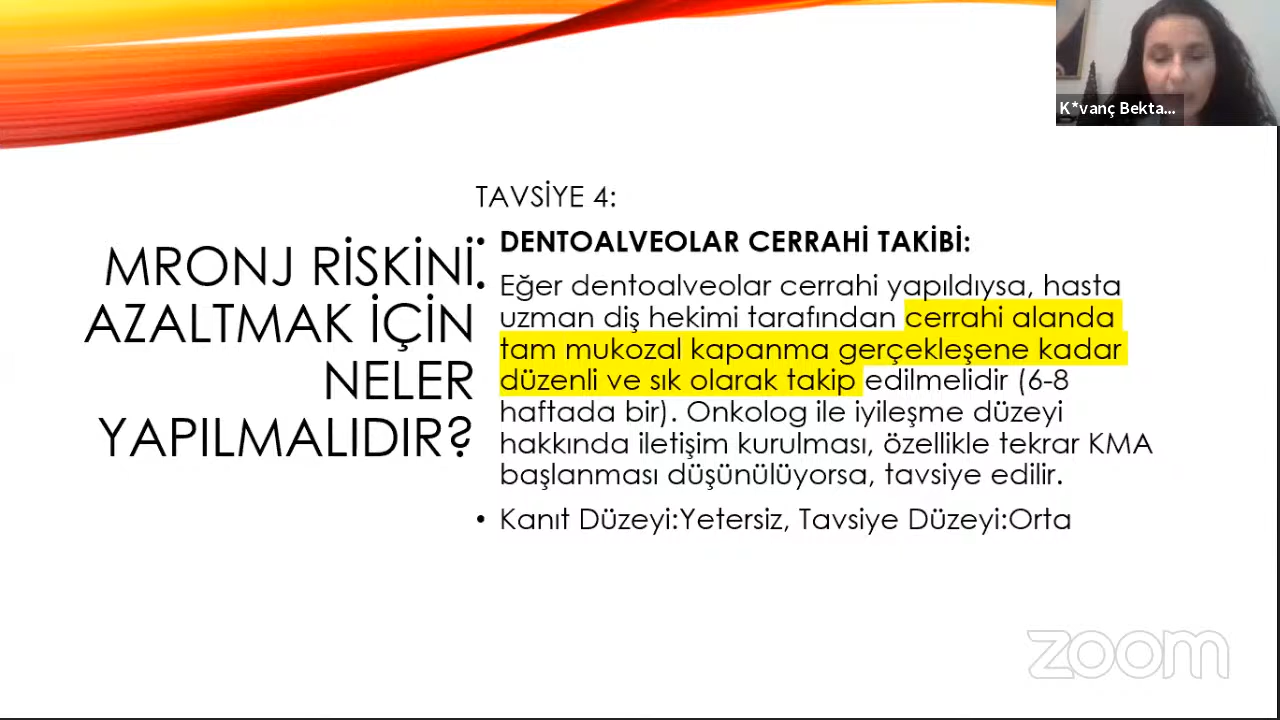 K*vanç Bekta...
MRONJ RİSKİNİ
AZALTMAK İÇİN
NELER
YAPILMALIDIR?
TAVSİYE 4:
• DENTOALVEOLAR CERRAHİ TAKİBİ:
• Eğer dentoalveolar cerrahi yapıldıysa, hasta
uzman diş hekimi tarafından cerrahi alanda
tam mukozal kapanma gerçekleşene kadar
düzenli ve sık olarak takip edilmelidir (6-8
haftada bir). Onkolog ile iyileşme düzeyi
hakkında iletişim kurulması, özellikle tekrar KMA
başlanması düşünülüyorsa, tavsiye edilir.
• Kanıt Düzeyi:Yetersiz, Tavsiye Düzeyi:Orta
zoom